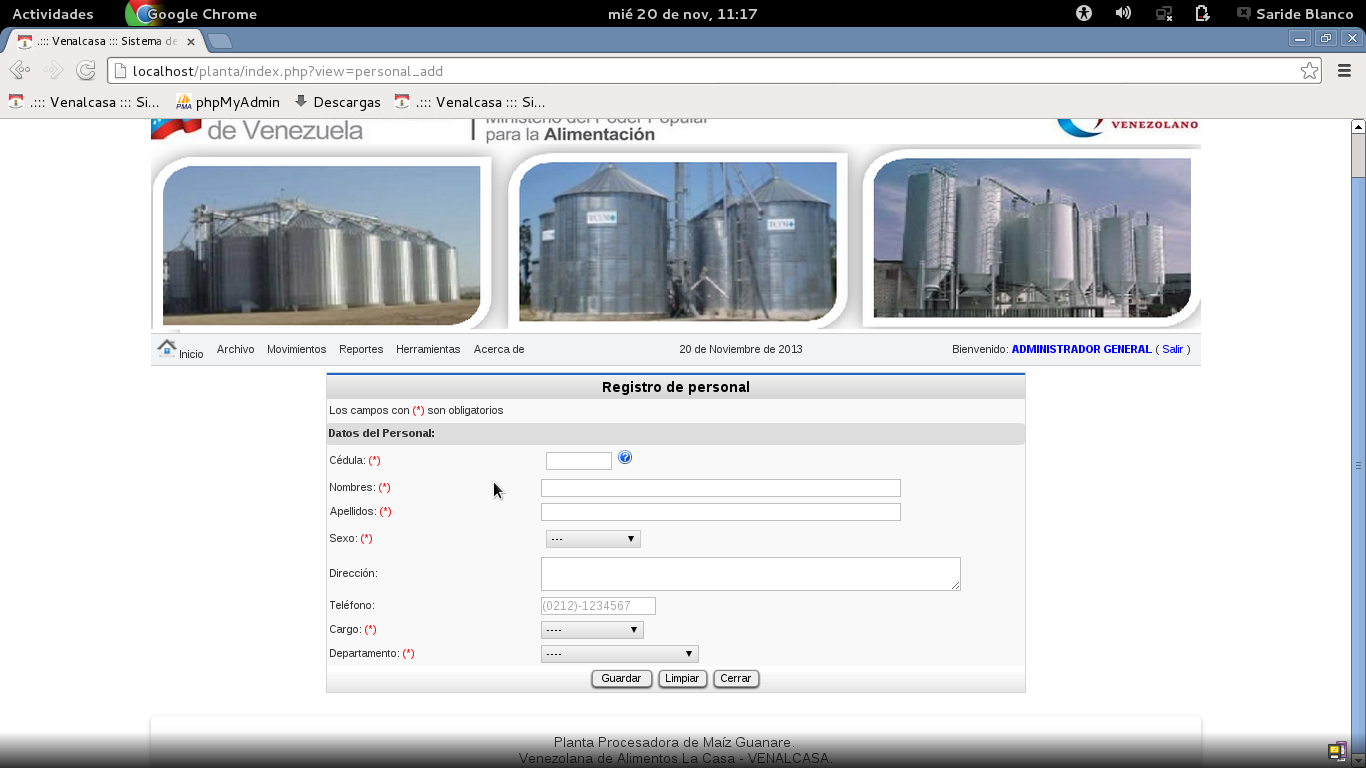 Actividades Google Chrome mié 20 de nov, 11:17 Saride Blanco
.::: Venalcasa ::: Sistema de
localhost/planta/index.php?view=personal_add
.::: Venalcasa ::: Si... phpMyAdmin Descargas .::: Venalcasa ::: Si...
de Venezuela
Ministerio del Poder Popular
para la Alimentación
VENEZOLANO
Inicio Archivo Movimientos Reportes Herramientas Acerca de 20 de Noviembre de 2013 Bienvenido: ADMINISTRADOR GENERAL ( Salir )
Registro de personal
Los campos con (*) son obligatorios
Datos del Personal:
Cédula: (*)
Nombres: (*)
Apellidos: (*)
Sexo: (*) ---
Dirección:
Teléfono: (0212)-1234567
Cargo: (*) ----
Departamento: (*) ----
Guardar Limpiar Cerrar
Planta Procesadora de Maíz Guanare.
Venezolana de Alimentos La Casa - VENALCASA.